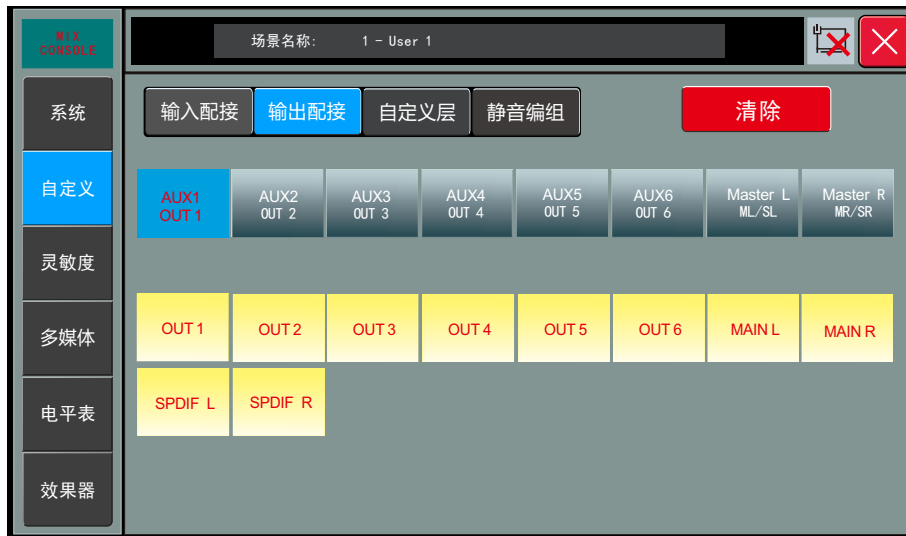 MIX
CONSOLE
场景名称: 1 - User 1
系统
自定义
灵敏度
多媒体
电平表
效果器
输入配接 输出配接 自定义层 静音编组 清除
AUX1 AUX2 AUX3 AUX4 AUX5 AUX6 Master L Master R
OUT 1 OUT 2 OUT 3 OUT 4 OUT 5 OUT 6 ML/SL MR/SR
OUT 1 OUT 2 OUT 3 OUT 4 OUT 5 OUT 6 MAIN L MAIN R
SPDIF L SPDIF R